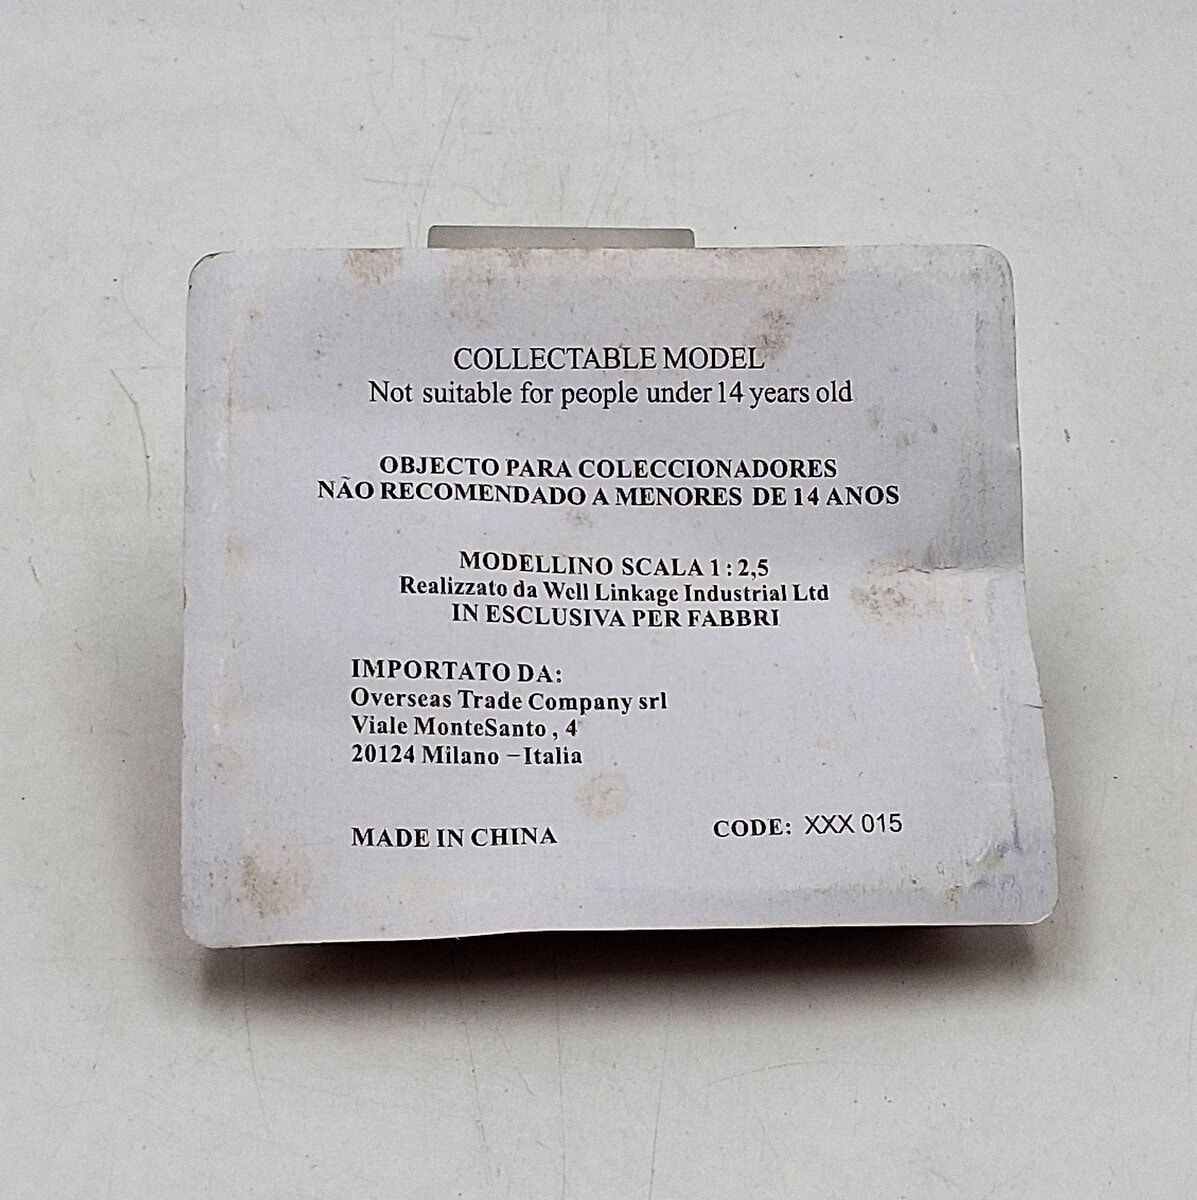 COLLECTABLE MODEL
Not suitable for people under 14 years old
OBJECTO PARA COLECCIONADORES
NÃO RECOMENDADO A MENORES DE 14 ANOS
MODELLINO SCALA 1 : 2,5
Realizzato da Well Linkage Industrial Ltd
IN ESCLUSIVA PER FABBRI
IMPORTATO DA:
Overseas Trade Company srl
Viale MonteSanto , 4
20124 Milano －Italia
MADE IN CHINA CODE: XXX 015